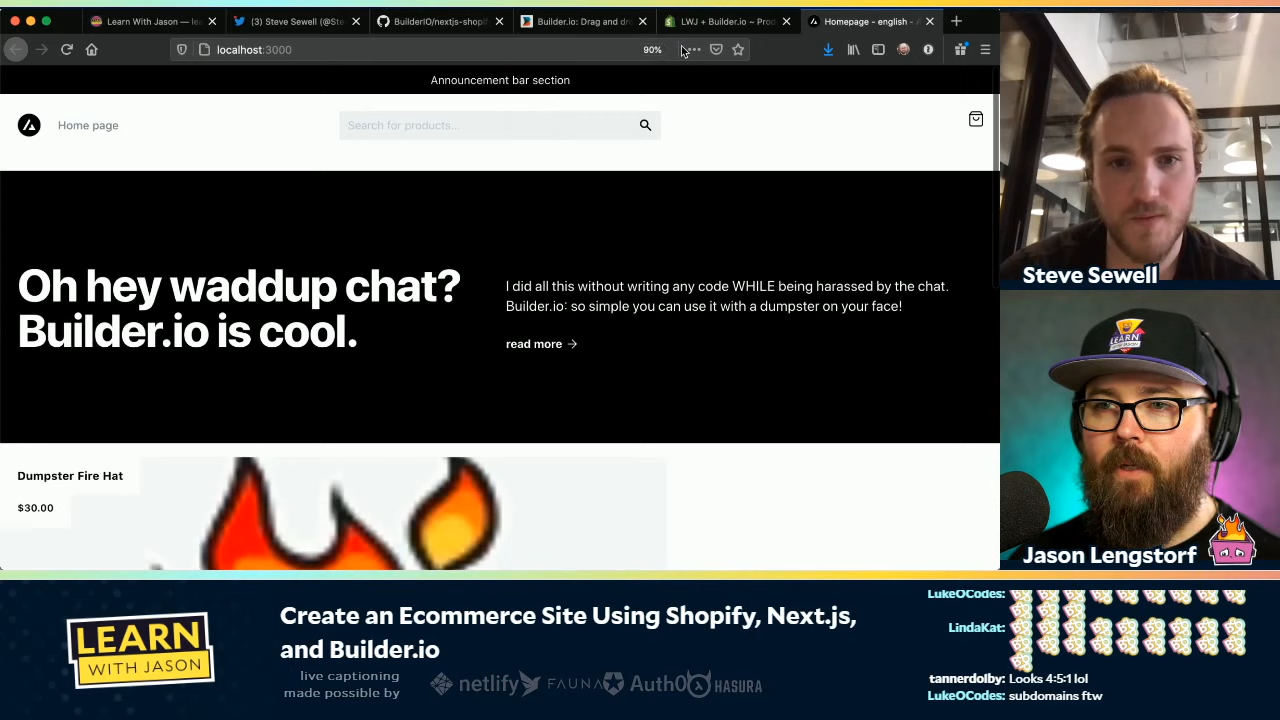 Learn With Jason — le
(3) Steve Sewell (@Ste
BuilderIO/nextjs-shopif
Builder.io: Drag and dr
LWJ + Builder.io ~ Pro
Homepage - english -
localhost:3000
90%
Announcement bar section
Home page
Search for products...
Oh hey waddup chat?
Builder.io is cool.
I did all this without writing any code WHILE being harassed by the chat.
Builder.io: so simple you can use it with a dumpster on your face!
read more →
Dumpster Fire Hat
$30.00
Steve Sewell
LEARN
Jason Lengstorf
LEARN
WITH JASON
Create an Ecommerce Site Using Shopify, Next.js,
and Builder.io
live captioning
made possible by
netlify
FAUNA
Auth0
HASURA
LukeOCodes:
LindaKat:
tannerdolby: Looks 4:5:1 lol
LukeOCodes: subdomains ftw